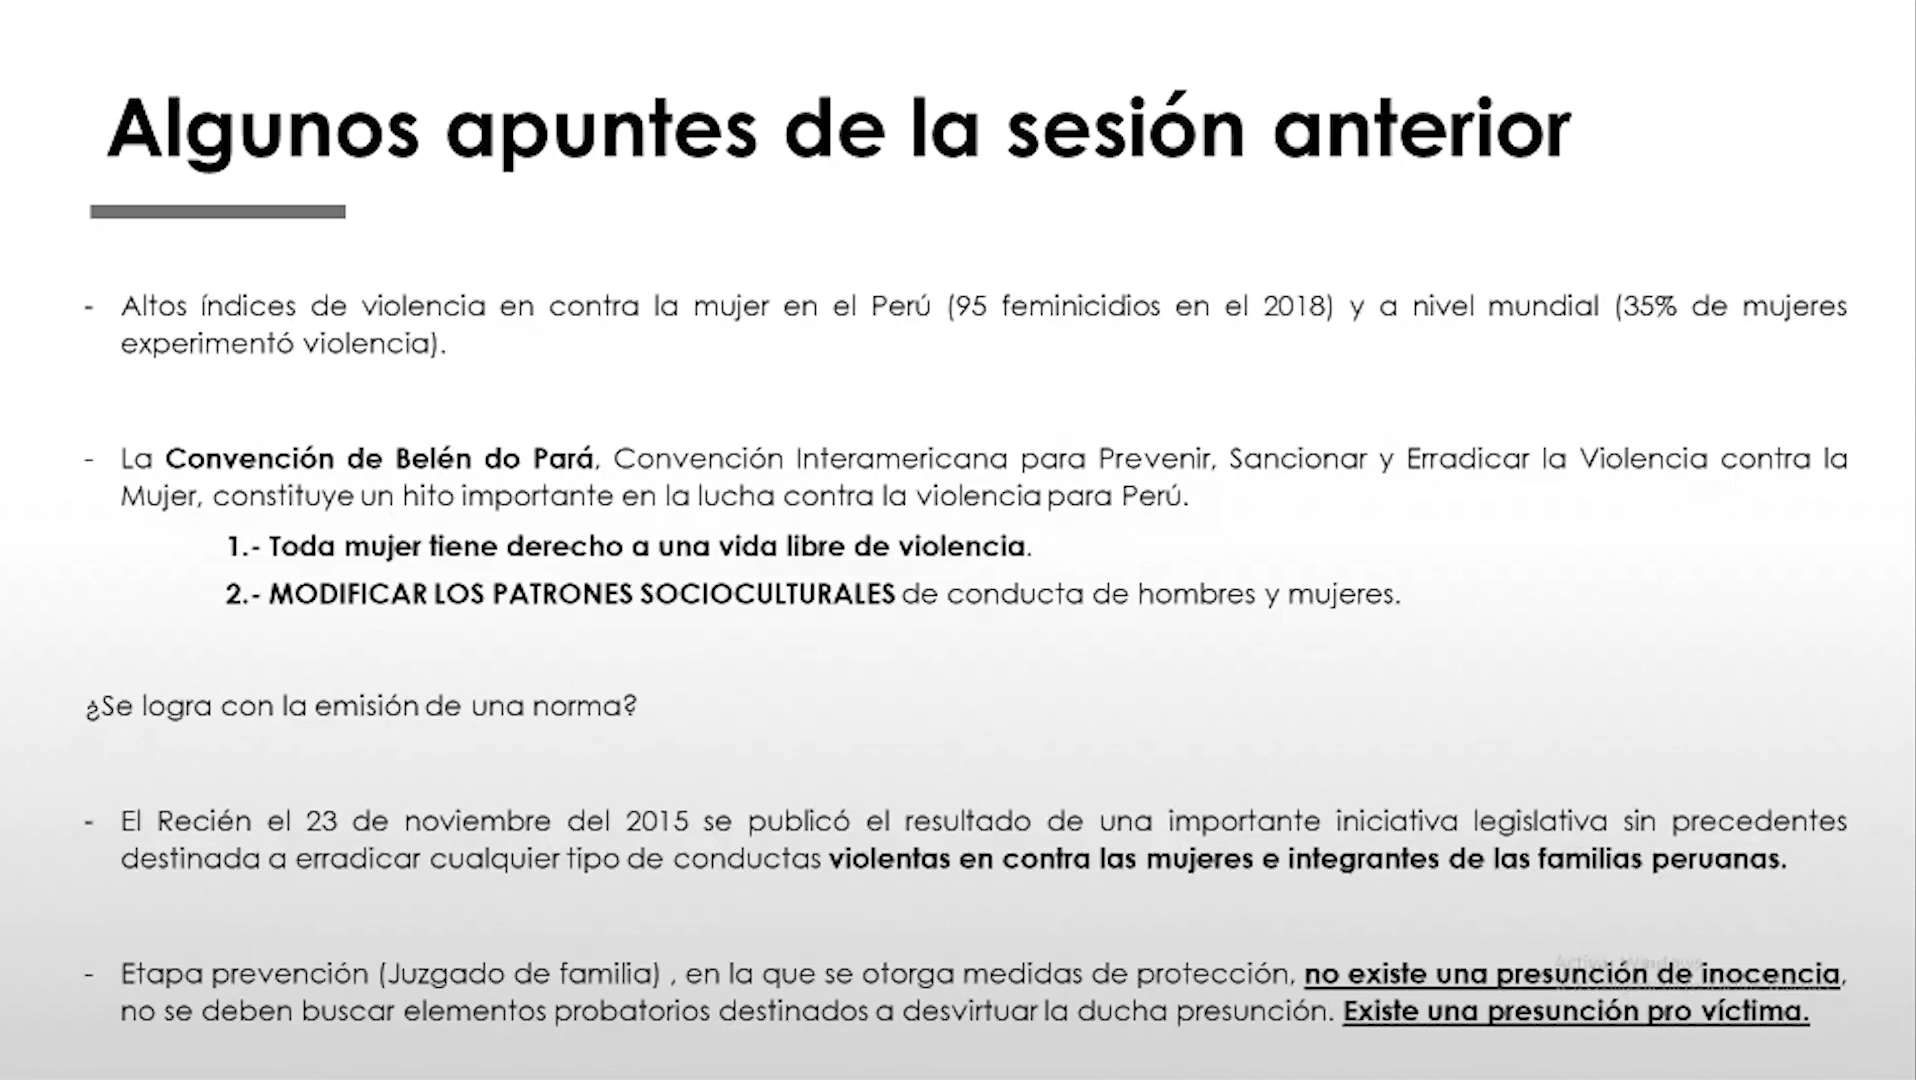 Algunos apuntes de la sesión anterior
- Altos índices de violencia en contra la mujer en el Perú (95 feminicidios en el 2018) y a nivel mundial (35% de mujeres
experimentó violencia).
- La Convención de Belén do Pará, Convención Interamericana para Prevenir, Sancionar y Erradicar la Violencia contra la
Mujer, constituye un hito importante en la lucha contra la violencia para Perú.
1.- Toda mujer tiene derecho a una vida libre de violencia.
2.- MODIFICAR LOS PATRONES SOCIOCULTURALES de conducta de hombres y mujeres.
¿Se logra con la emisión de una norma?
- El Recién el 23 de noviembre del 2015 se publicó el resultado de una importante iniciativa legislativa sin precedentes
destinada a erradicar cualquier tipo de conductas violentas en contra las mujeres e integrantes de las familias peruanas.
Activar Windows
- Etapa prevención (Juzgado de familia) , en la que se otorga medidas de protección, no existe una presunción de inocencia,
no se deben buscar elementos probatorios destinados a desvirtuar la ducha presunción. Existe una presunción pro víctima.